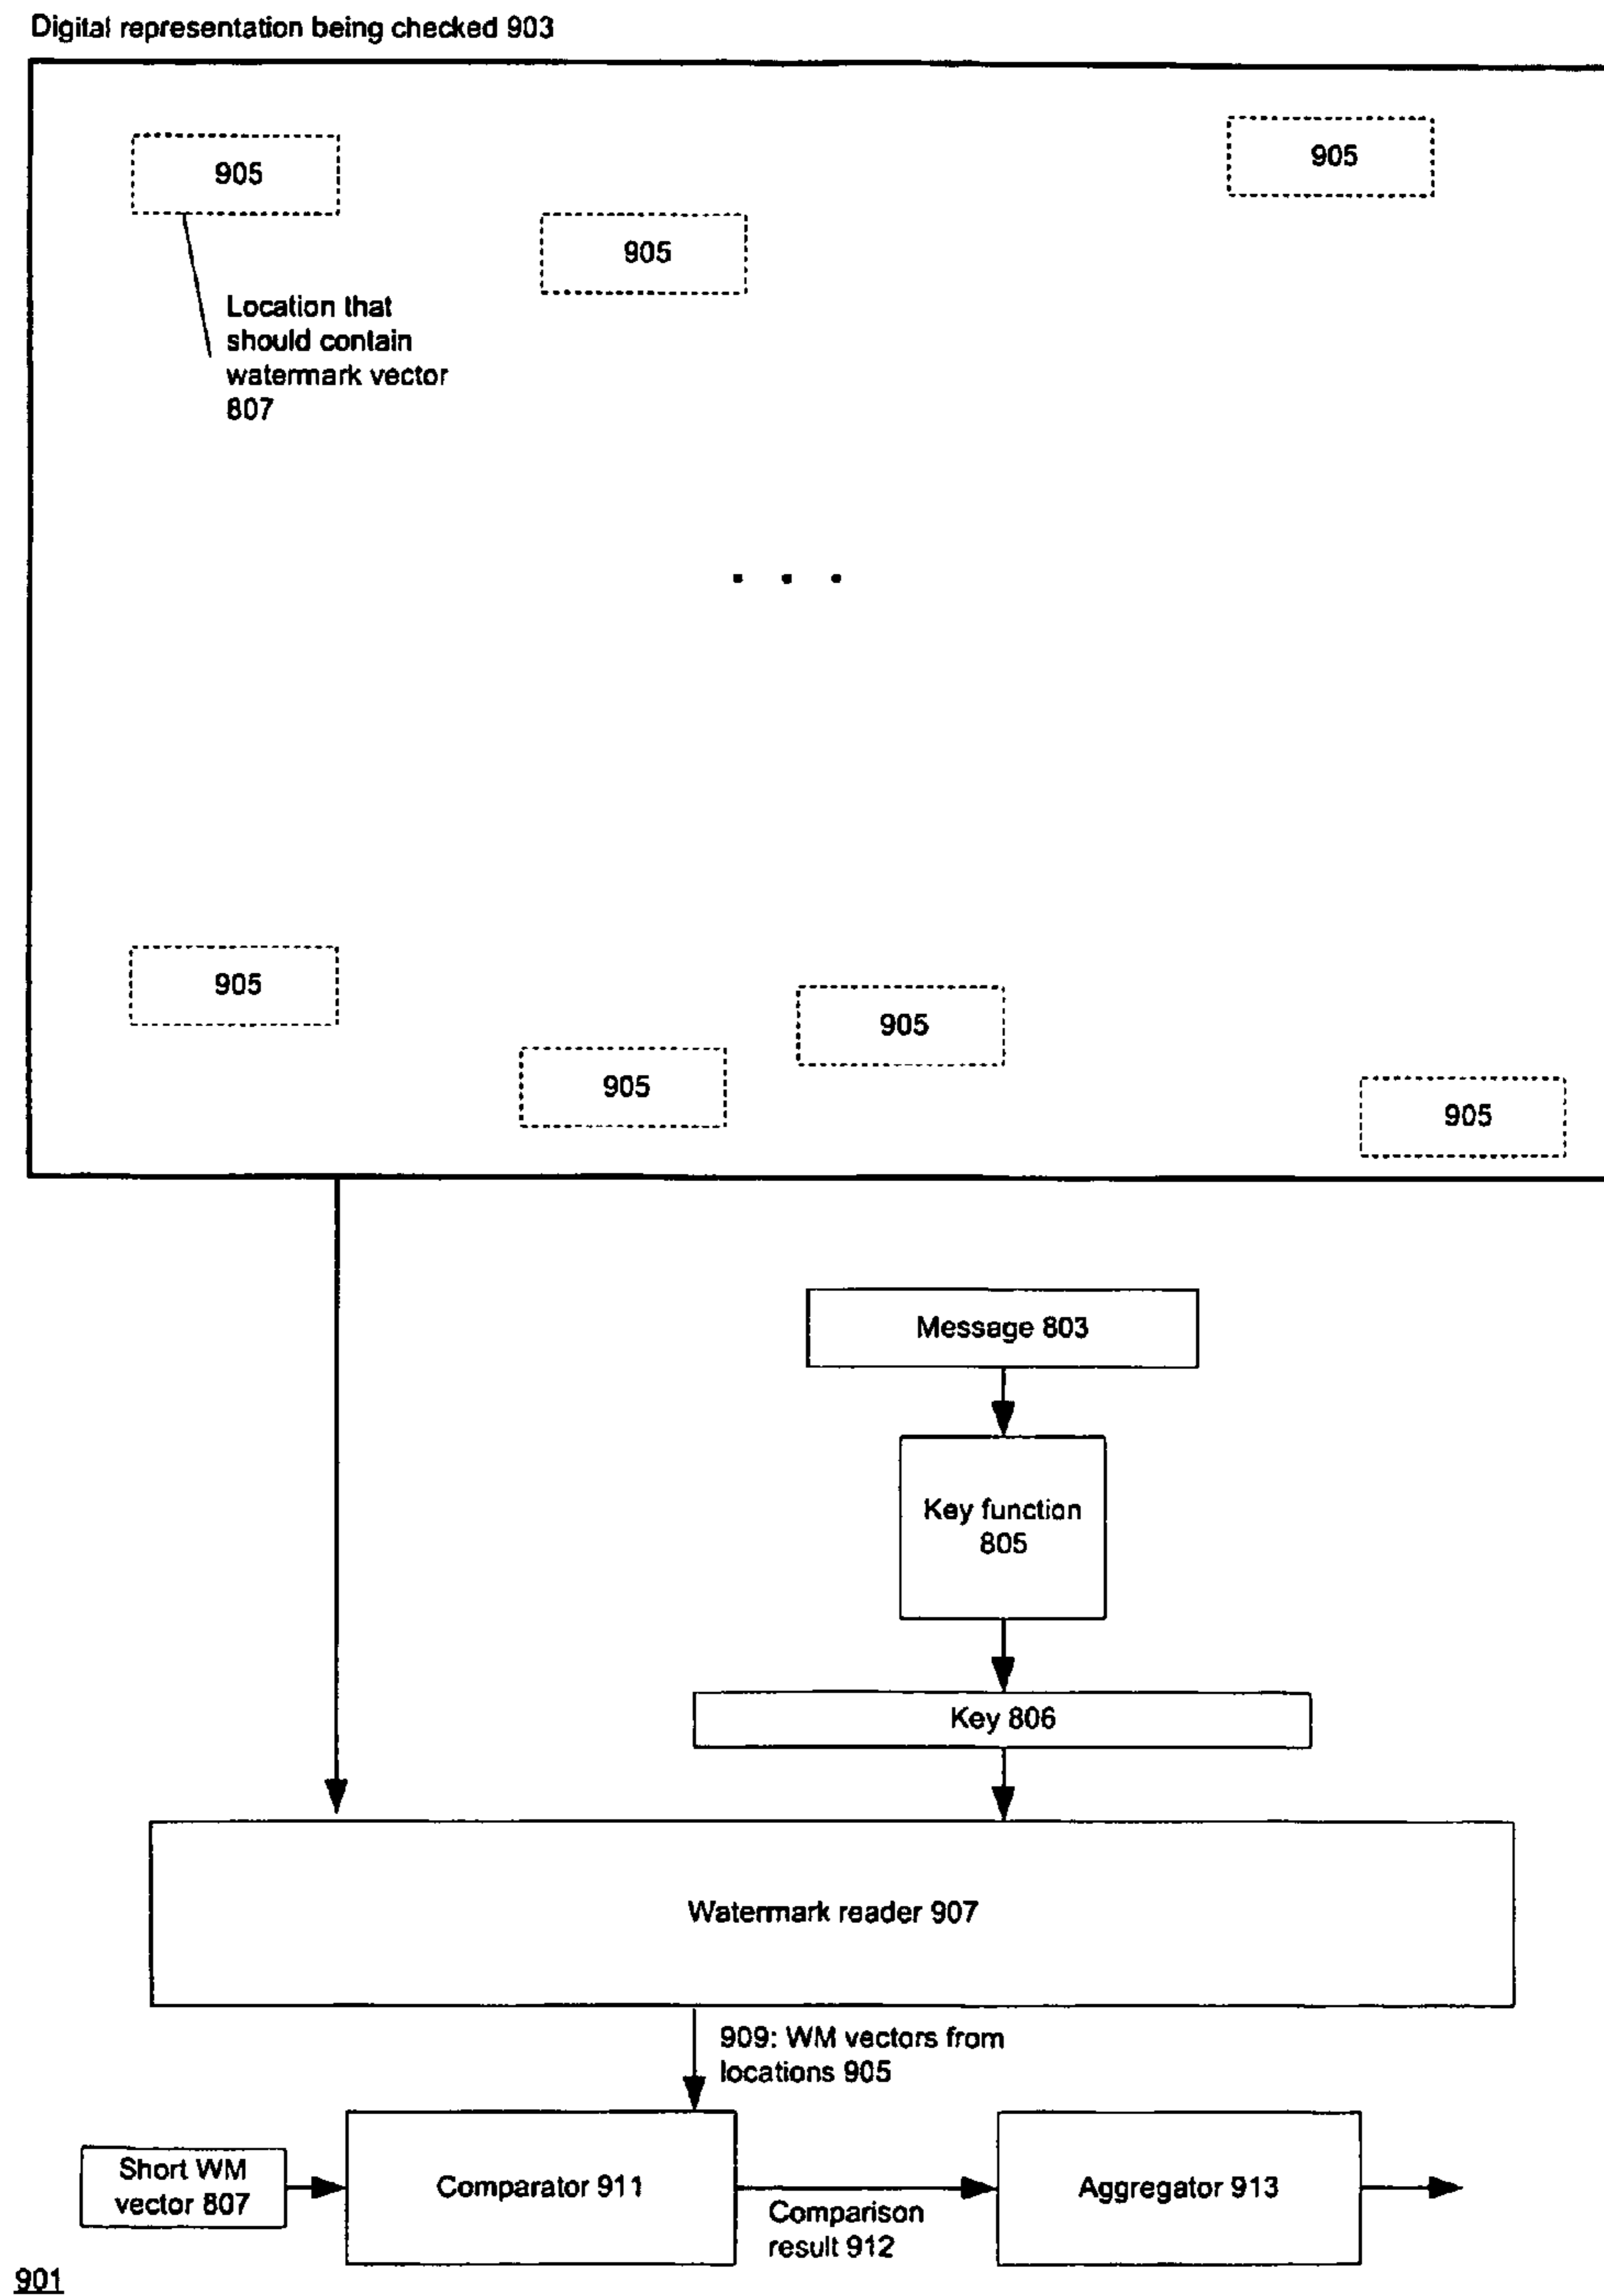 Digital representation being checked 903
905
905
905
Location that
should contain
watermark vector
807
. . .
905
905
905
905
Message 803
Key function
805
Key 806
Watermark reader 907
909: WM vectors from
locations 905
Short WM
vector 807
Comparator 911
Comparison
result 912
Aggregator 913
901